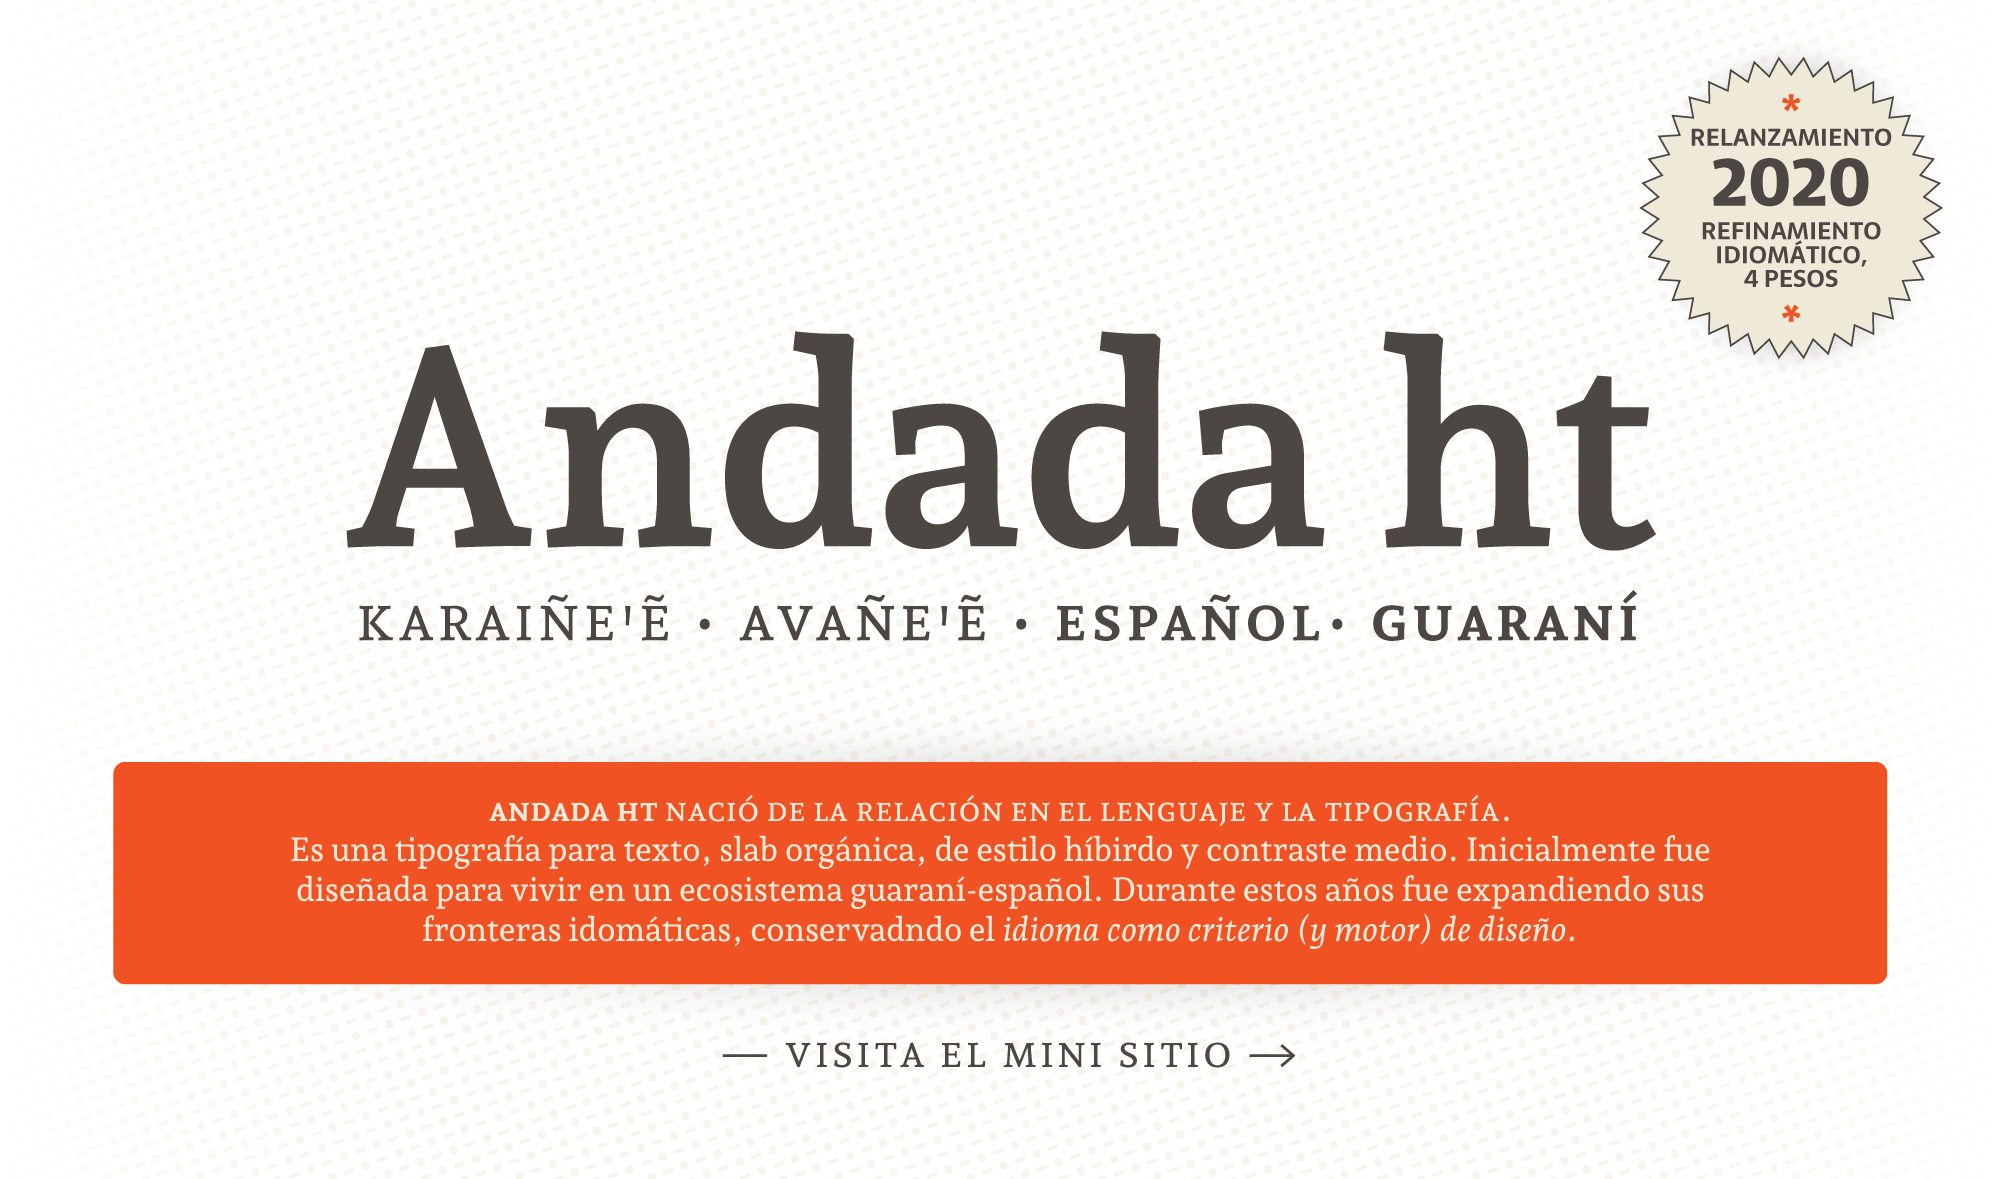 *
RELANZAMIENTO
2020
REFINAMIENTO
IDIOMÁTICO,
4 PESOS
*
Andada ht
KARAIÑE'Ẽ • AVAÑE'Ẽ • ESPAÑOL • GUARANÍ
ANDADA HT NACIÓ DE LA RELACIÓN EN EL LENGUAJE Y LA TIPOGRAFÍA.
Es una tipografía para texto, slab orgánica, de estilo híbirdo y contraste medio. Inicialmente fue
diseñada para vivir en un ecosistema guaraní-español. Durante estos años fue expandiendo sus
fronteras idomáticas, conservadndo el idioma como criterio (y motor) de diseño.
— VISITA EL MINI SITIO →